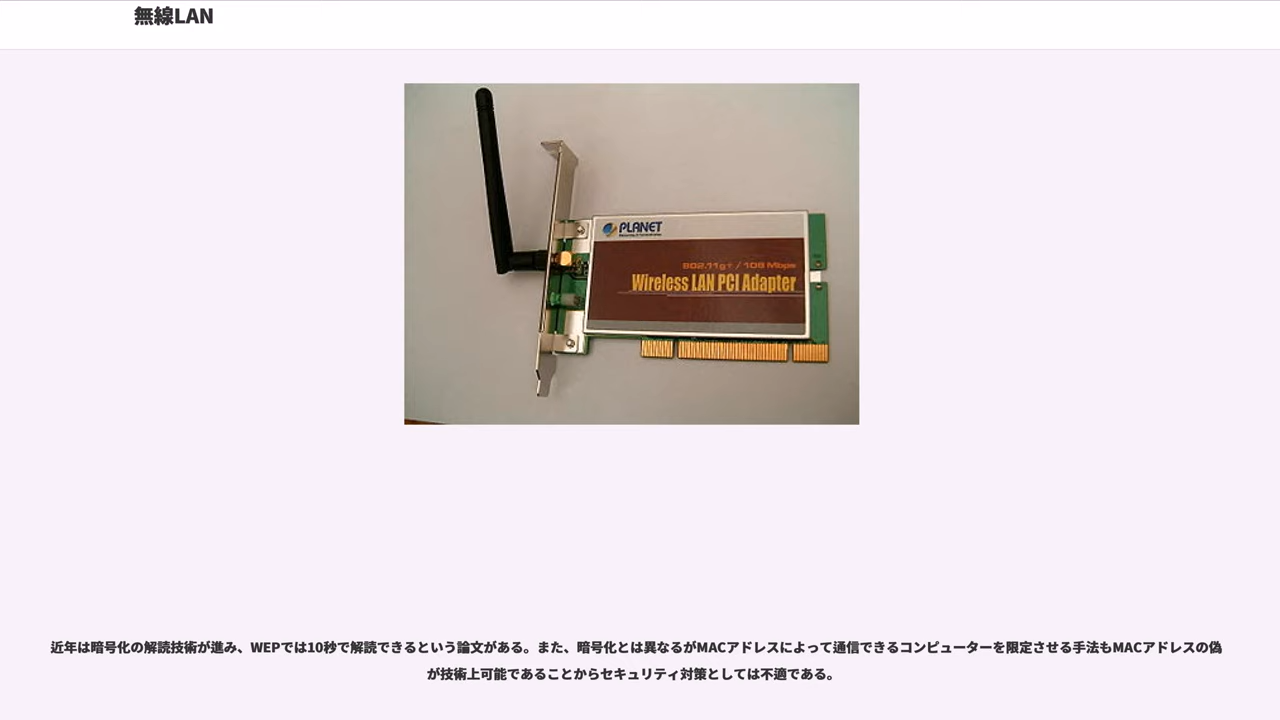 無線LAN
PLANET
802.11g+ / 108 Mbps
Wireless LAN PCI Adapter
近年は暗号化の解読技術が進み、WEPでは10秒で解読できるという論文がある。また、暗号化とは異なるがMACアドレスによって通信できるコンピューターを限定させる手法もMACアドレスの偽
が技術上可能であることからセキュリティ対策としては不適である。